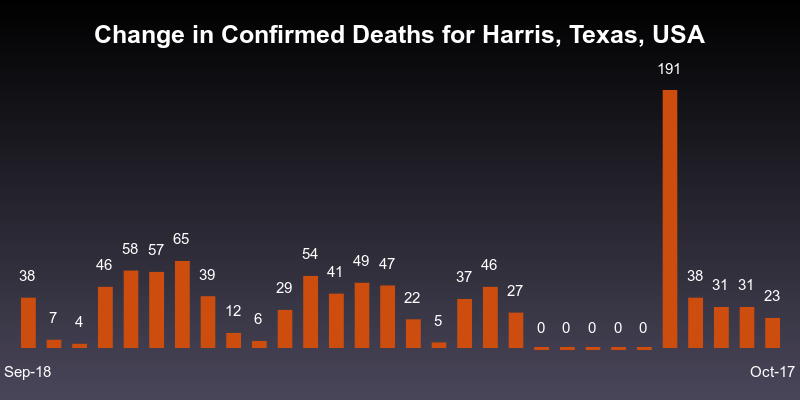 Change in Confirmed Deaths for Harris, Texas, USA
38 7 4 46 58 57 65 39 12 6 29 54 41 49 47 22 5 37 46 27 0 0 0 0 0 191 38 31 31 23
Sep-18 Oct-17